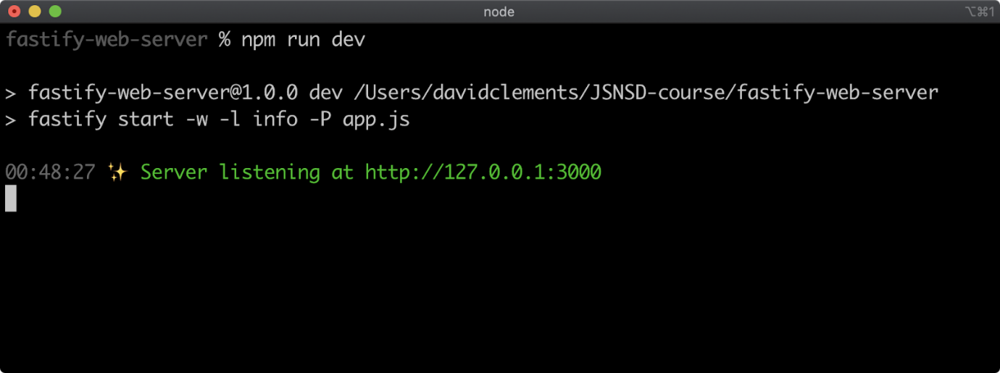 node
⌥⌘1
fastify-web-server % npm run dev
> fastify-web-server@1.0.0 dev /Users/davidclements/JSNSD-course/fastify-web-server
> fastify start -w -l info -P app.js
00:48:27 ✨ Server listening at http://127.0.0.1:3000